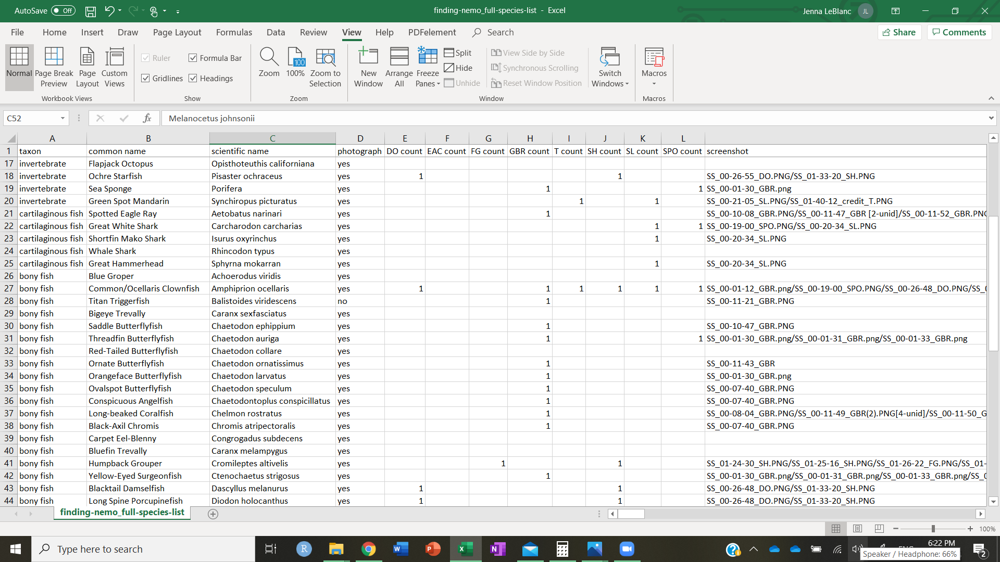 AutoSave Off finding-nemo_full-species-list - Excel Jenna LeBlanc JL
File Home Insert Draw Page Layout Formulas Data Review View Help PDFelement Search Share Comments
Normal Page Break Preview Page Layout Custom Views
Workbook Views
Ruler Formula Bar
Gridlines Headings
Show
Zoom 100% Zoom to Selection
100
Zoom
New Window Arrange All Freeze Panes
Split
Hide
Unhide
View Side by Side
Synchronous Scrolling
Reset Window Position
Switch Windows
Window
Macros
Macros
C52 fx Melanocetus johnsonii
A B C D E F G H I J K L
1 taxon common name scientific name photograph DO count EAC count FG count GBR count T count SH count SL count SPO count screenshot
17 invertebrate Flapjack Octopus Opisthoteuthis californiana yes
18 invertebrate Ochre Starfish Pisaster ochraceus yes 1 1 SS_00-26-55_DO.PNG/SS_01-33-20_SH.PNG
19 invertebrate Sea Sponge Porifera yes 1 1 SS_00-01-30_GBR.png
20 invertebrate Green Spot Mandarin Synchiropus picturatus yes 1 1 SS_00-21-05_SL.PNG/SS_01-40-12_credit_T.PNG
21 cartilaginous fish Spotted Eagle Ray Aetobatus narinari yes 1 SS_00-10-08_GBR.PNG/SS_00-11-47_GBR [2-unid]/SS_00-11-52_GBR.PNG
22 cartilaginous fish Great White Shark Carcharodon carcharias yes 1 1 SS_00-19-00_SPO.PNG/SS_00-20-34_SL.PNG
23 cartilaginous fish Shortfin Mako Shark Isurus oxyrinchus yes 1 SS_00-20-34_SL.PNG
24 cartilaginous fish Whale Shark Rhincodon typus yes
25 cartilaginous fish Great Hammerhead Sphyrna mokarran yes 1 SS_00-20-34_SL.PNG
26 bony fish Blue Groper Achoerodus viridis yes
27 bony fish Common/Ocellaris Clownfish Amphiprion ocellaris yes 1 1 1 1 1 1 SS_00-01-12_GBR.png/SS_00-19-00_SPO.PNG/SS_00-26-48_DO.PNG/SS_
28 bony fish Titan Triggerfish Balistoides viridescens no 1 SS_00-11-21_GBR.PNG
29 bony fish Bigeye Trevally Caranx sexfasciatus yes
30 bony fish Saddle Butterflyfish Chaetodon ephippium yes 1 SS_00-10-47_GBR.PNG
31 bony fish Threadfin Butterflyfish Chaetodon auriga yes 1 1 SS_00-01-30_GBR.png/SS_00-01-31_GBR.png/SS_00-01-33_GBR.png
32 bony fish Red-Tailed Butterflyfish Chaetodon collare yes
33 bony fish Ornate Butterflyfish Chaetodon ornatissimus yes 1 SS_00-11-43_GBR
34 bony fish Orangeface Butterflyfish Chaetodon larvatus yes 1 SS_00-01-30_GBR.png
35 bony fish Ovalspot Butterflyfish Chaetodon speculum yes 1 SS_00-07-40_GBR.PNG
36 bony fish Conspicuous Angelfish Chaetodontoplus conspicillatus yes 1 SS_00-07-40_GBR.PNG
37 bony fish Long-beaked Coralfish Chelmon rostratus yes 1 SS_00-08-04_GBR.PNG/SS_00-11-49_GBR(2).PNG[4-unid]/SS_00-11-50_G
38 bony fish Black-Axil Chromis Chromis atripectoralis yes 1 SS_00-07-40_GBR.PNG
39 bony fish Carpet Eel-Blenny Congrogadus subdecens yes
40 bony fish Bluefin Trevally Caranx melampygus yes
41 bony fish Humpback Grouper Cromileptes altivelis yes 1 1 SS_01-24-30_SH.PNG/SS_01-25-16_SH.PNG/SS_01-26-22_FG.PNG/SS_01-
42 bony fish Yellow-Eyed Surgeonfish Ctenochaetus strigosus yes 1 SS_00-01-30_GBR.png/SS_00-01-31_GBR.png/SS_00-01-33_GBR.png/SS_
43 bony fish Blacktail Damselfish Dascyllus melanurus yes 1 1 SS_00-26-48_DO.PNG/SS_01-33-20_SH.PNG
44 bony fish Long Spine Porcupinefish Diodon holocanthus yes 1 1 SS_00-26-48_DO.PNG/SS_01-33-20_SH.PNG
finding-nemo_full-species-list
100%
Type here to search
6:22 PM
Speaker / Headphone: 66%
2